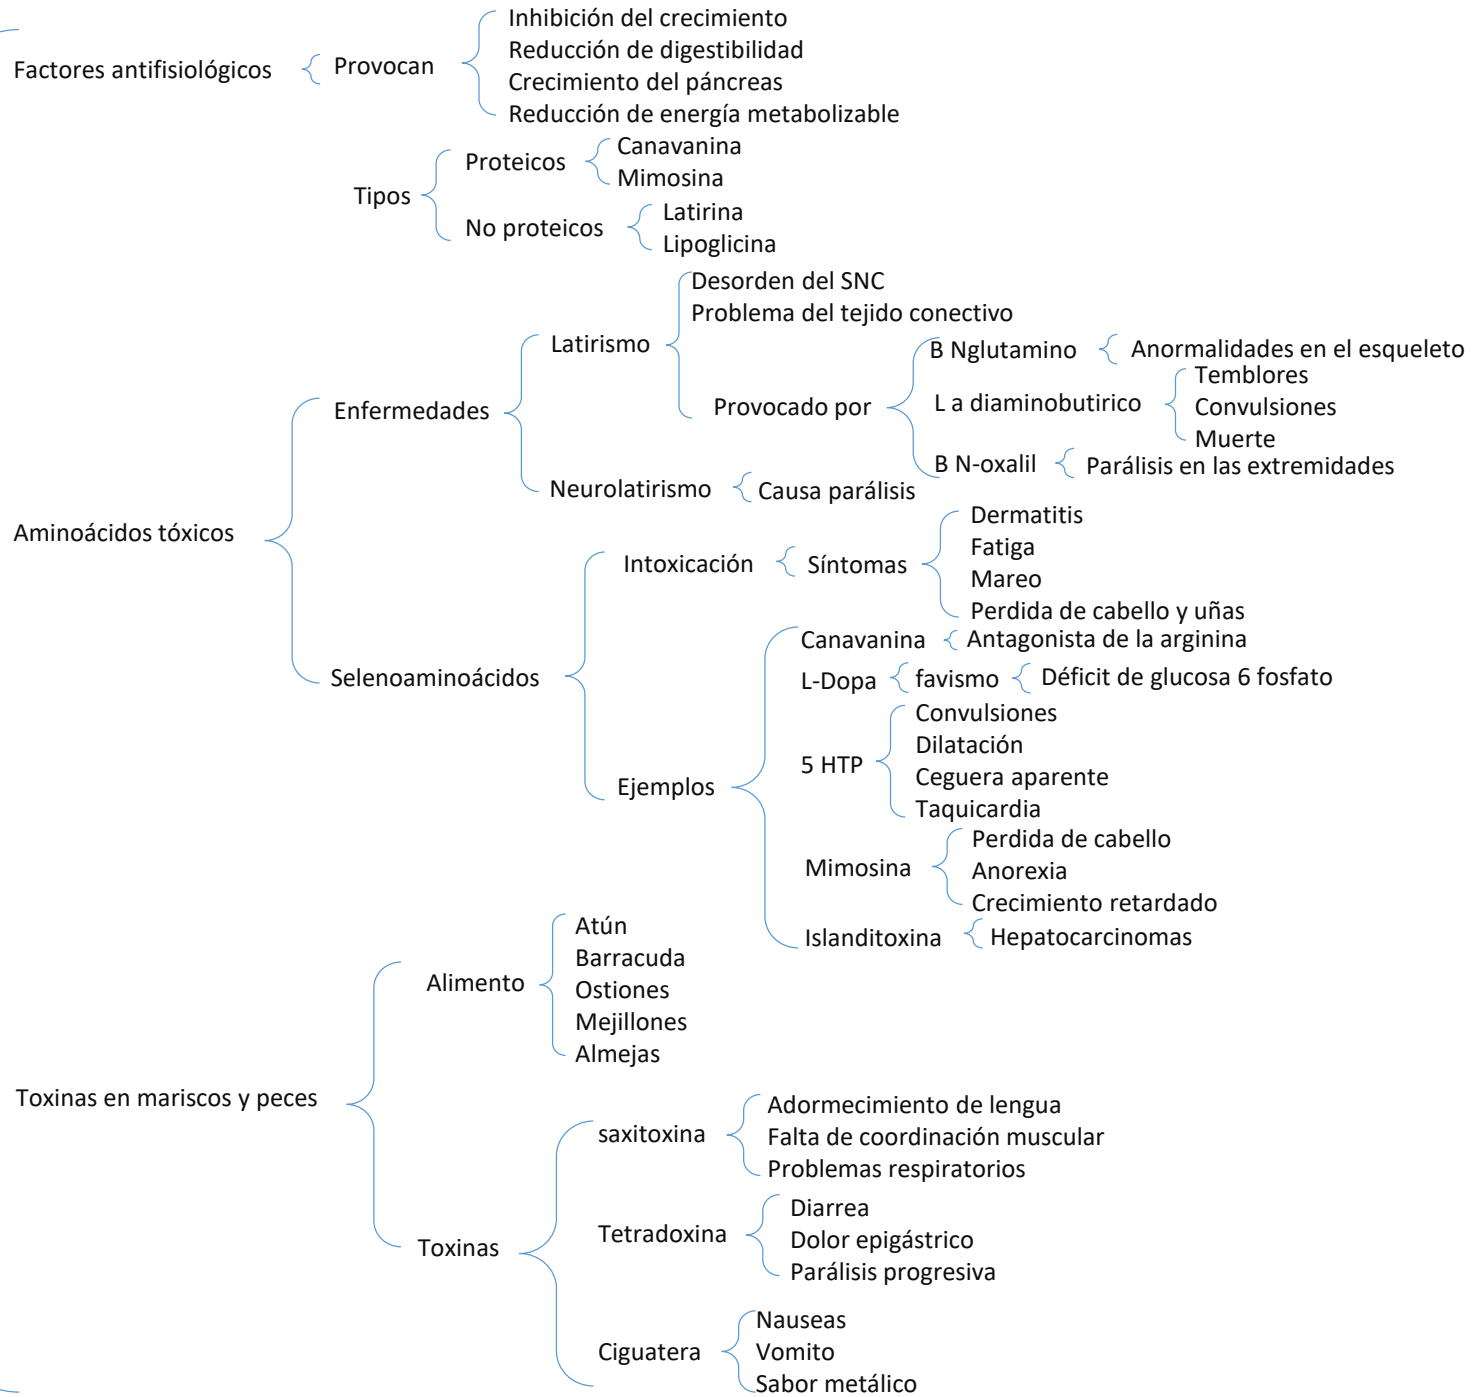 Factores antifisiológicos
Provocan
Inhibición del crecimiento
Reducción de digestibilidad
Crecimiento del páncreas
Reducción de energía metabolizable
Tipos
Proteicos
Canavanina
Mimosina
No proteicos
Latirina
Lipoglicina
Aminoácidos tóxicos
Enfermedades
Latirismo
Desorden del SNC
Problema del tejido conectivo
Provocado por
B Nglutamino
Anormalidades en el esqueleto
L a diaminobutirico
Temblores
Convulsiones
Muerte
B N-oxalil
Parálisis en las extremidades
Neurolatirismo
Causa parálisis
Selenoaminoácidos
Intoxicación
Síntomas
Dermatitis
Fatiga
Mareo
Perdida de cabello y uñas
Ejemplos
Canavanina
Antagonista de la arginina
L-Dopa
favismo
Déficit de glucosa 6 fosfato
5 HTP
Convulsiones
Dilatación
Ceguera aparente
Taquicardia
Mimosina
Perdida de cabello
Anorexia
Crecimiento retardado
Islanditoxina
Hepatocarcinomas
Toxinas en mariscos y peces
Alimento
Atún
Barracuda
Ostiones
Mejillones
Almejas
Toxinas
saxitoxina
Adormecimiento de lengua
Falta de coordinación muscular
Problemas respiratorios
Tetradoxina
Diarrea
Dolor epigástrico
Parálisis progresiva
Ciguatera
Nauseas
Vomito
Sabor metálico